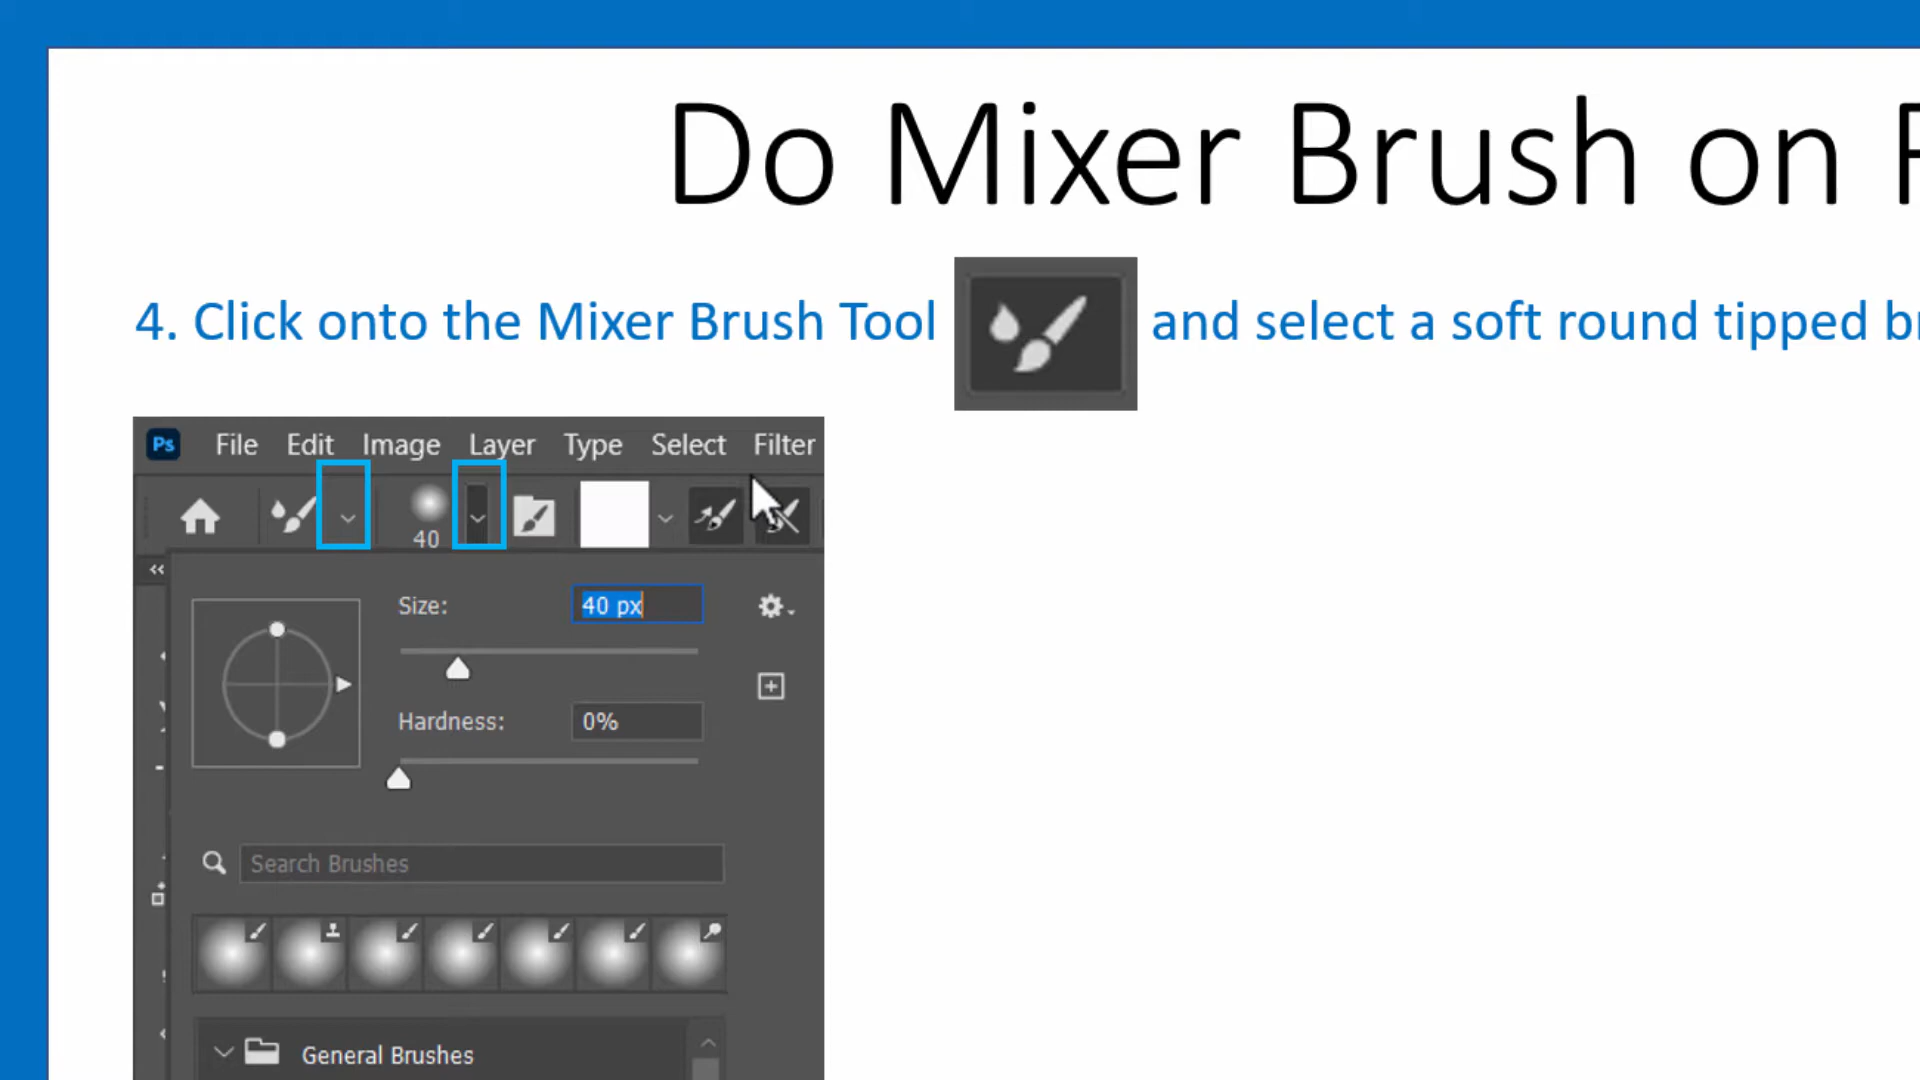 Do Mixer Brush on
4. Click onto the Mixer Brush Tool and select a soft round tipped
Ps File Edit Image Layer Type Select Filter
40
Size: 40 px
Hardness: 0%
Search Brushes
General Brushes